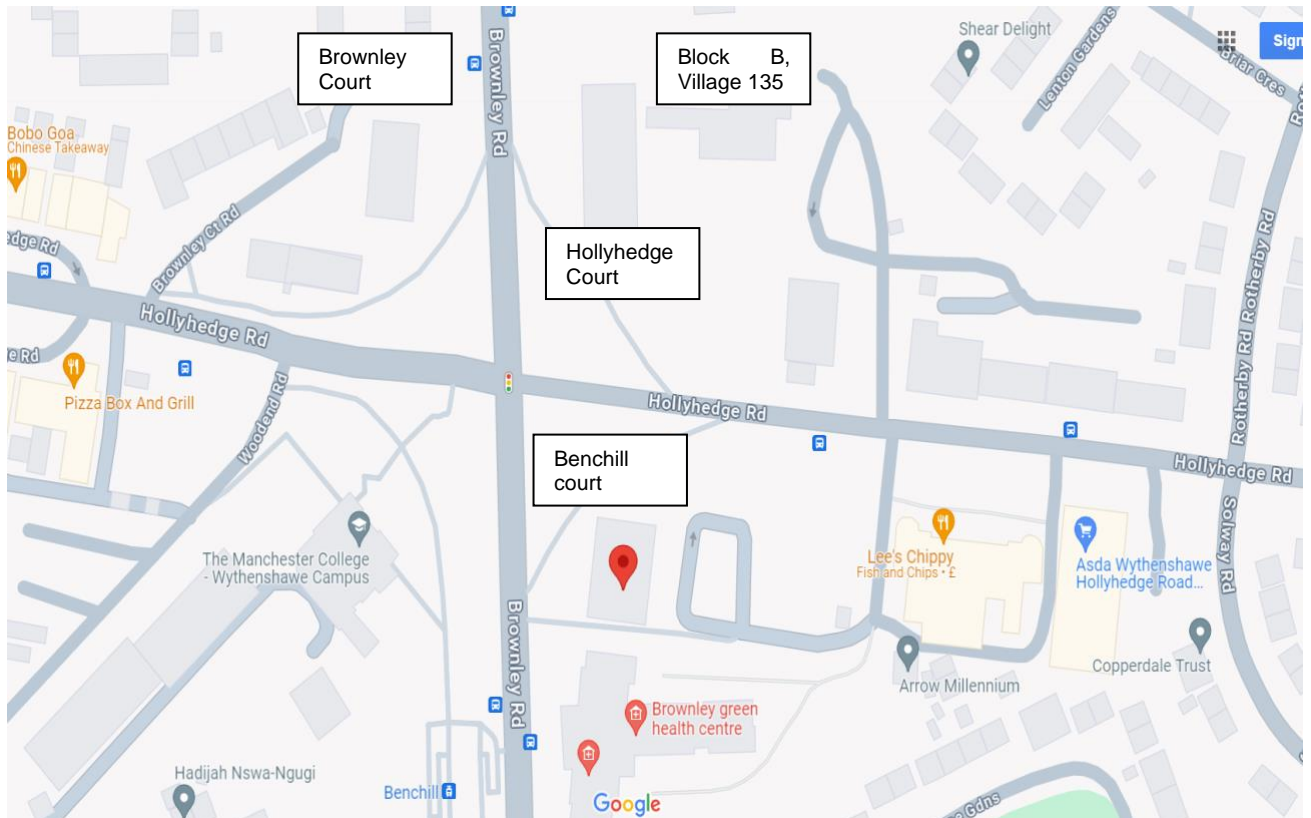 Shear Delight
Sign
Brownley
Court
Block B,
Village 135
Brownley Rd
Lenton Gardens
Briar Cres
Bobo Goa
Chinese Takeaway
Brownley Ct Rd
Hollyhedge
Court
Rotherby Rd
Rotherby Rd
Hollyhedge Rd
Pizza Box And Grill
Woodend Rd
Hollyhedge Rd
Benchill
court
Hollyhedge Rd
Solway Rd
The Manchester College
- Wythenshawe Campus
Lee's Chippy
Fish and Chips · £
Asda Wythenshawe
Hollyhedge Road...
Brownley Rd
Copperdale Trust
Arrow Millennium
Brownley green
health centre
Hadijah Nswa-Ngugi
Benchill
Google
Gdns